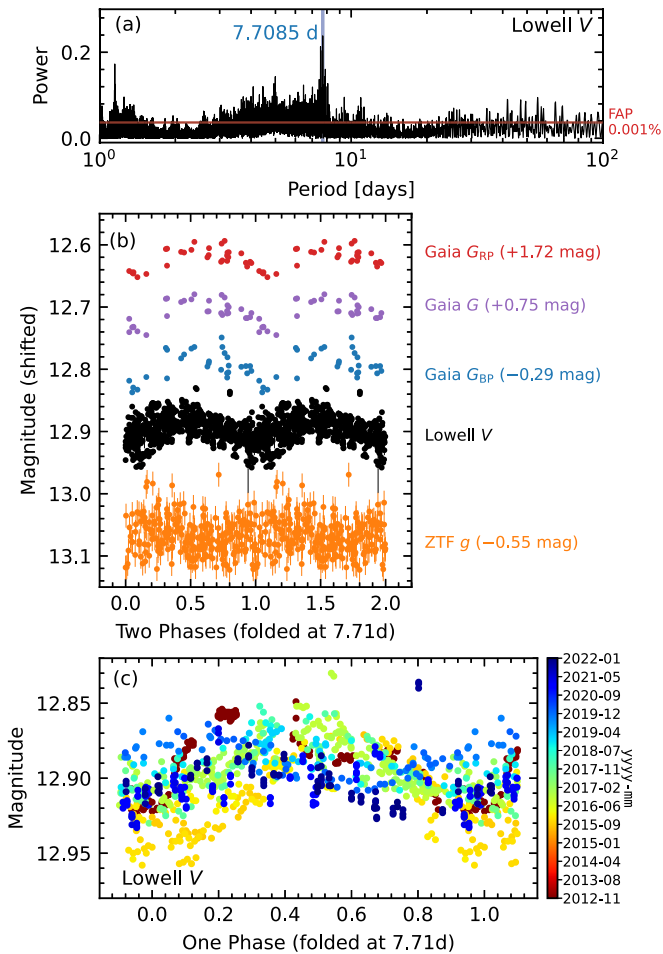 (a)
Lowell V
7.7085 d
0.2
0.0
Power
FAP
0.001%
10⁰
10¹
10²
Period [days]
(b)
12.6
12.7
12.8
12.9
13.0
13.1
Magnitude (shifted)
Gaia G_RP (+1.72 mag)
Gaia G (+0.75 mag)
Gaia G_BP (−0.29 mag)
Lowell V
ZTF g (−0.55 mag)
0.0 0.5 1.0 1.5 2.0
Two Phases (folded at 7.71d)
(c)
12.85
12.90
12.95
Magnitude
Lowell V
0.0 0.2 0.4 0.6 0.8 1.0
One Phase (folded at 7.71d)
2022-01
2021-05
2020-09
2019-12
2019-04
2018-07
2017-11
2017-02
2016-06
2015-09
2015-01
2014-04
2013-08
2012-11
yyyy-mm